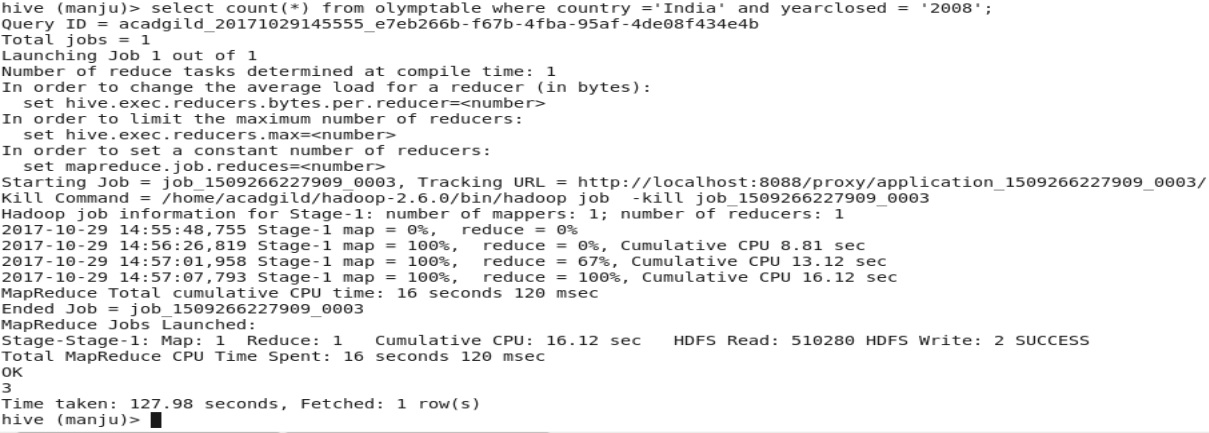 hive (manju)> select count(*) from olymptable where country ='India' and yearclosed = '2008';
Query ID = acadgild_20171029145555_e7eb266b-f67b-4fba-95af-4de08f434e4b
Total jobs = 1
Launching Job 1 out of 1
Number of reduce tasks determined at compile time: 1
In order to change the average load for a reducer (in bytes):
  set hive.exec.reducers.bytes.per.reducer=<number>
In order to limit the maximum number of reducers:
  set hive.exec.reducers.max=<number>
In order to set a constant number of reducers:
  set mapreduce.job.reduces=<number>
Starting Job = job_1509266227909_0003, Tracking URL = http://localhost:8088/proxy/application_1509266227909_0003/
Kill Command = /home/acadgild/hadoop-2.6.0/bin/hadoop job  -kill job_1509266227909_0003
Hadoop job information for Stage-1: number of mappers: 1; number of reducers: 1
2017-10-29 14:55:48,755 Stage-1 map = 0%,  reduce = 0%
2017-10-29 14:56:26,819 Stage-1 map = 100%,  reduce = 0%, Cumulative CPU 8.81 sec
2017-10-29 14:57:01,958 Stage-1 map = 100%,  reduce = 67%, Cumulative CPU 13.12 sec
2017-10-29 14:57:07,793 Stage-1 map = 100%,  reduce = 100%, Cumulative CPU 16.12 sec
MapReduce Total cumulative CPU time: 16 seconds 120 msec
Ended Job = job_1509266227909_0003
MapReduce Jobs Launched:
Stage-Stage-1: Map: 1  Reduce: 1   Cumulative CPU: 16.12 sec   HDFS Read: 510280 HDFS Write: 2 SUCCESS
Total MapReduce CPU Time Spent: 16 seconds 120 msec
OK
3
Time taken: 127.98 seconds, Fetched: 1 row(s)
hive (manju)>